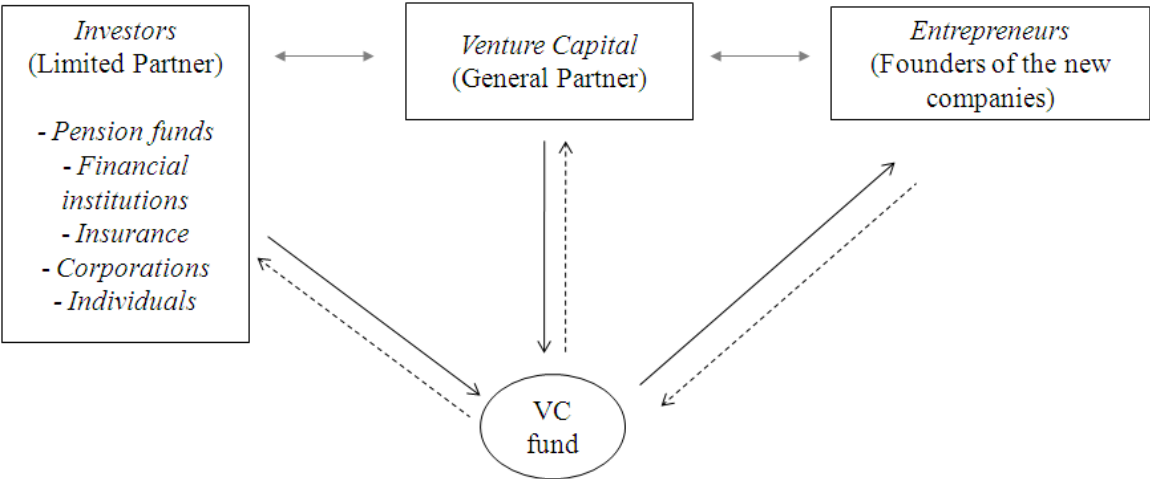 Investors
(Limited Partner)
- Pension funds
- Financial
institutions
- Insurance
- Corporations
- Individuals
Venture Capital
(General Partner)
Entrepreneurs
(Founders of the new
companies)
VC
fund